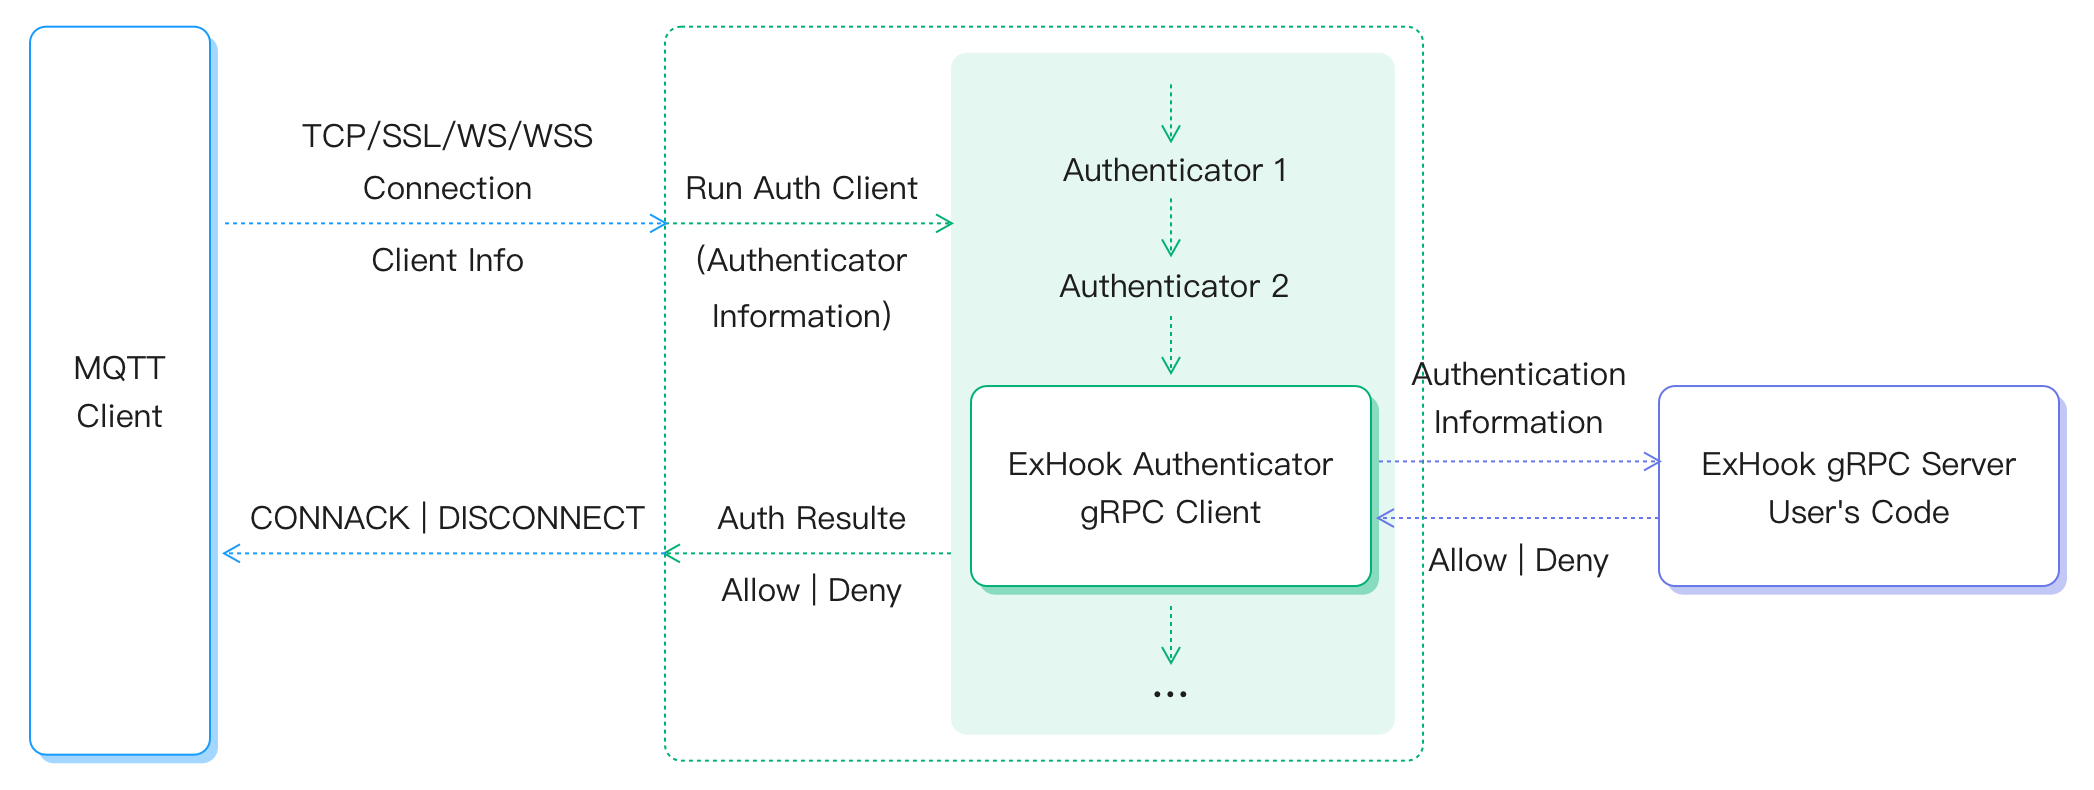 MQTT
Client
TCP/SSL/WS/WSS
Connection
Client Info
CONNACK | DISCONNECT
Run Auth Client
(Authenticator
Information)
Auth Resulte
Allow | Deny
Authenticator 1
Authenticator 2
ExHook Authenticator
gRPC Client
...
Authentication
Information
Allow | Deny
ExHook gRPC Server
User's Code